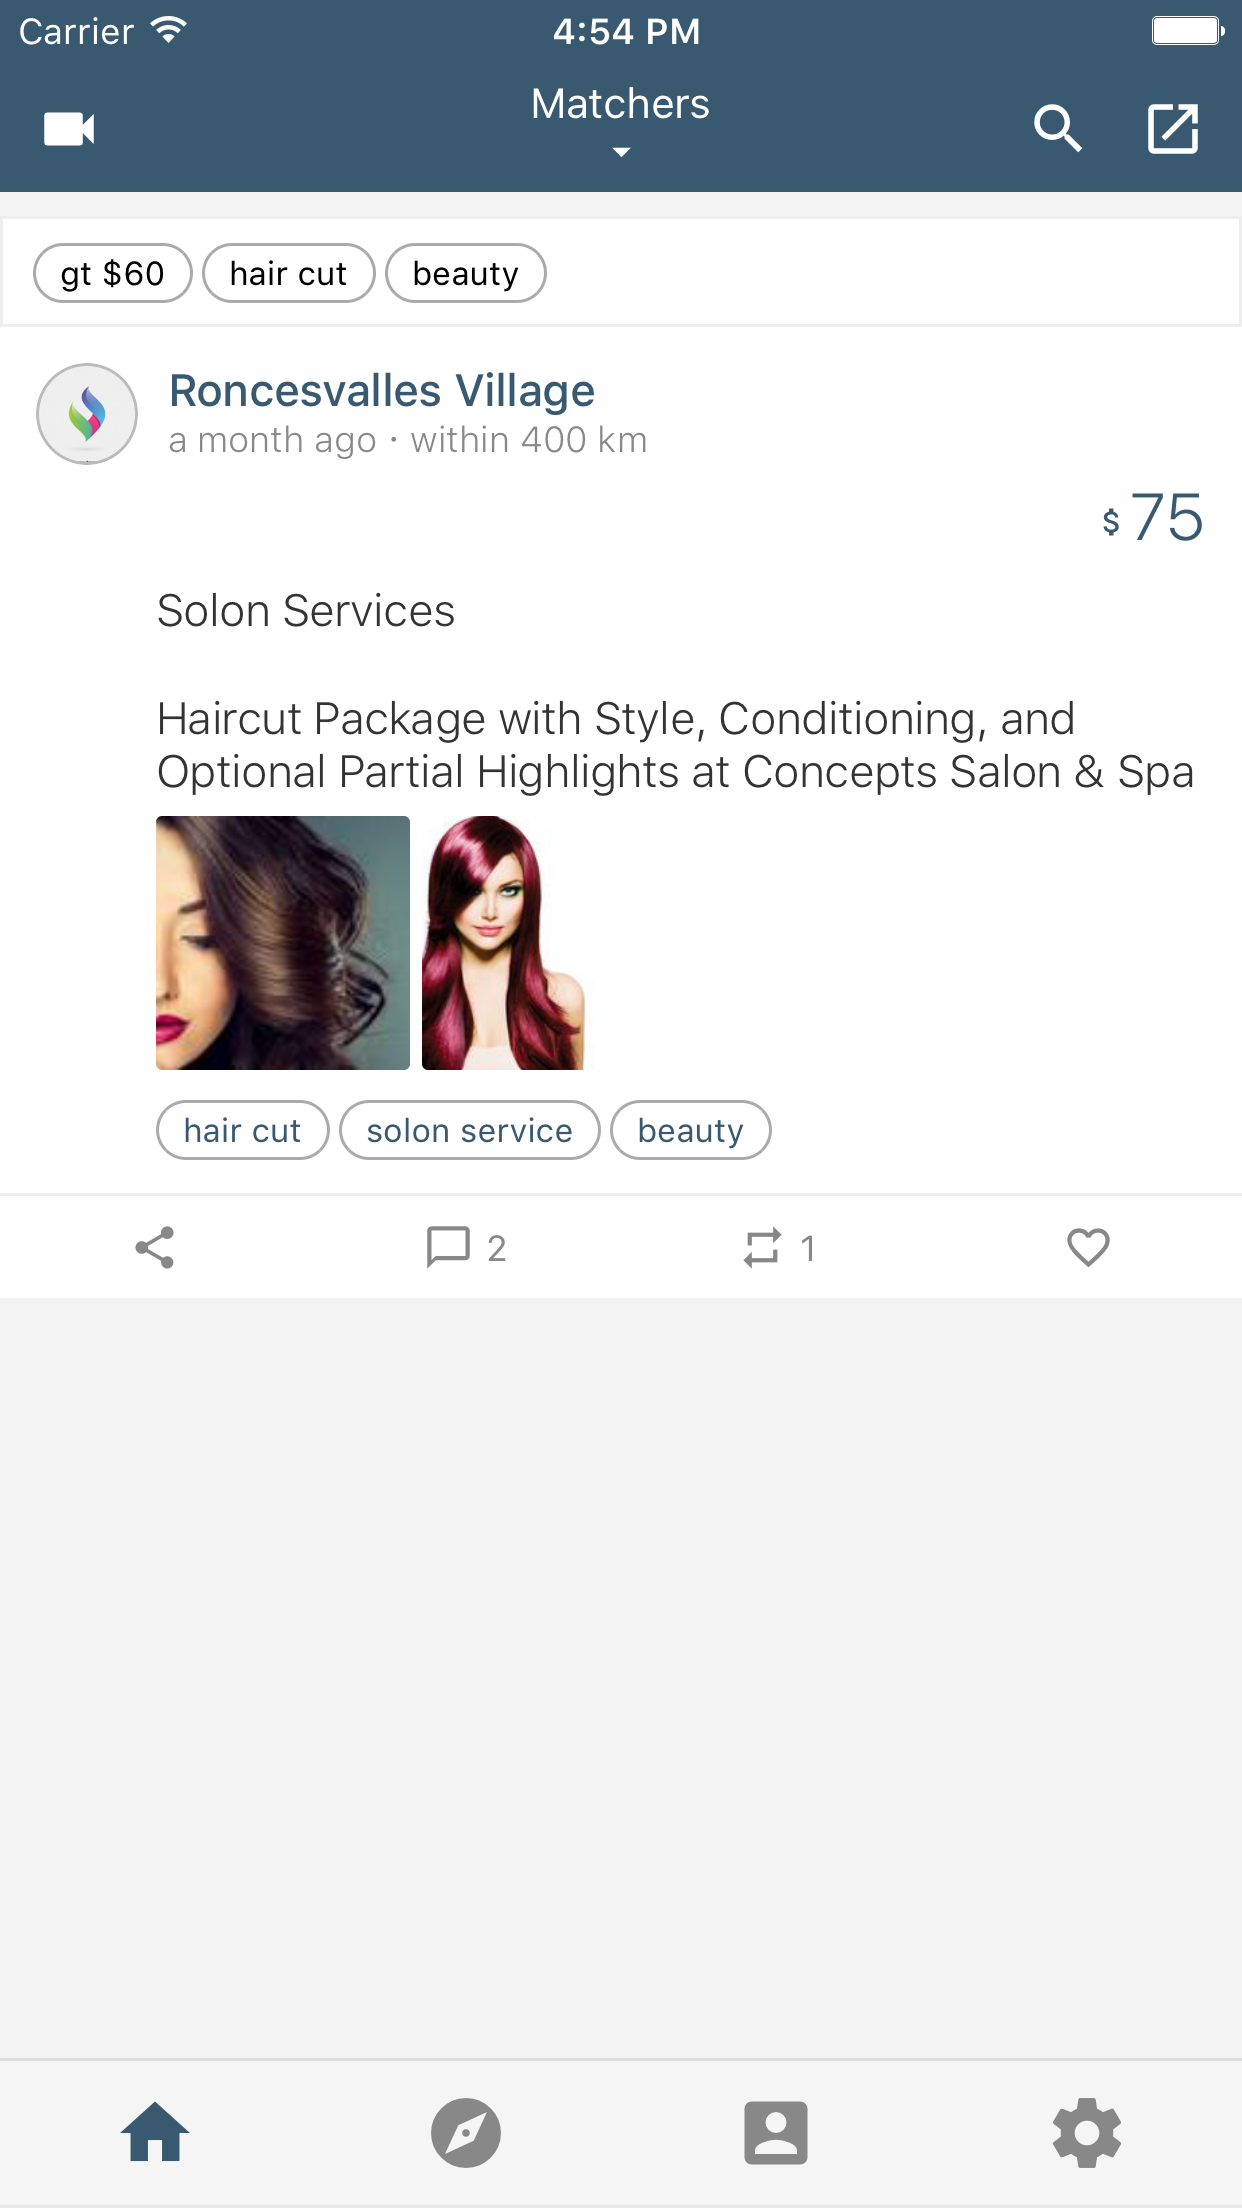 Carrier 4:54 PM
Matchers
gt $60 hair cut beauty
Roncesvalles Village
a month ago · within 400 km
$ 75
Solon Services
Haircut Package with Style, Conditioning, and
Optional Partial Highlights at Concepts Salon & Spa
hair cut solon service beauty
2 1